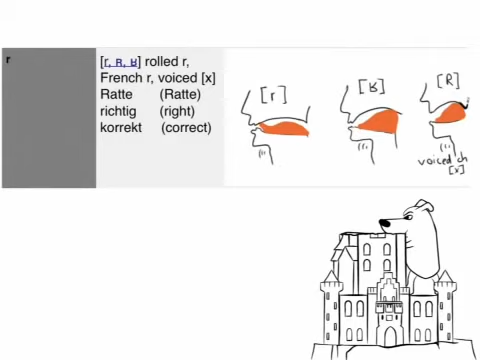 r
[r, ʀ, ʁ] rolled r,
French r, voiced [x]
Ratte (Ratte)
richtig (right)
korrekt (correct)
[r]
[ʁ]
[R]
voiced ch
[x]